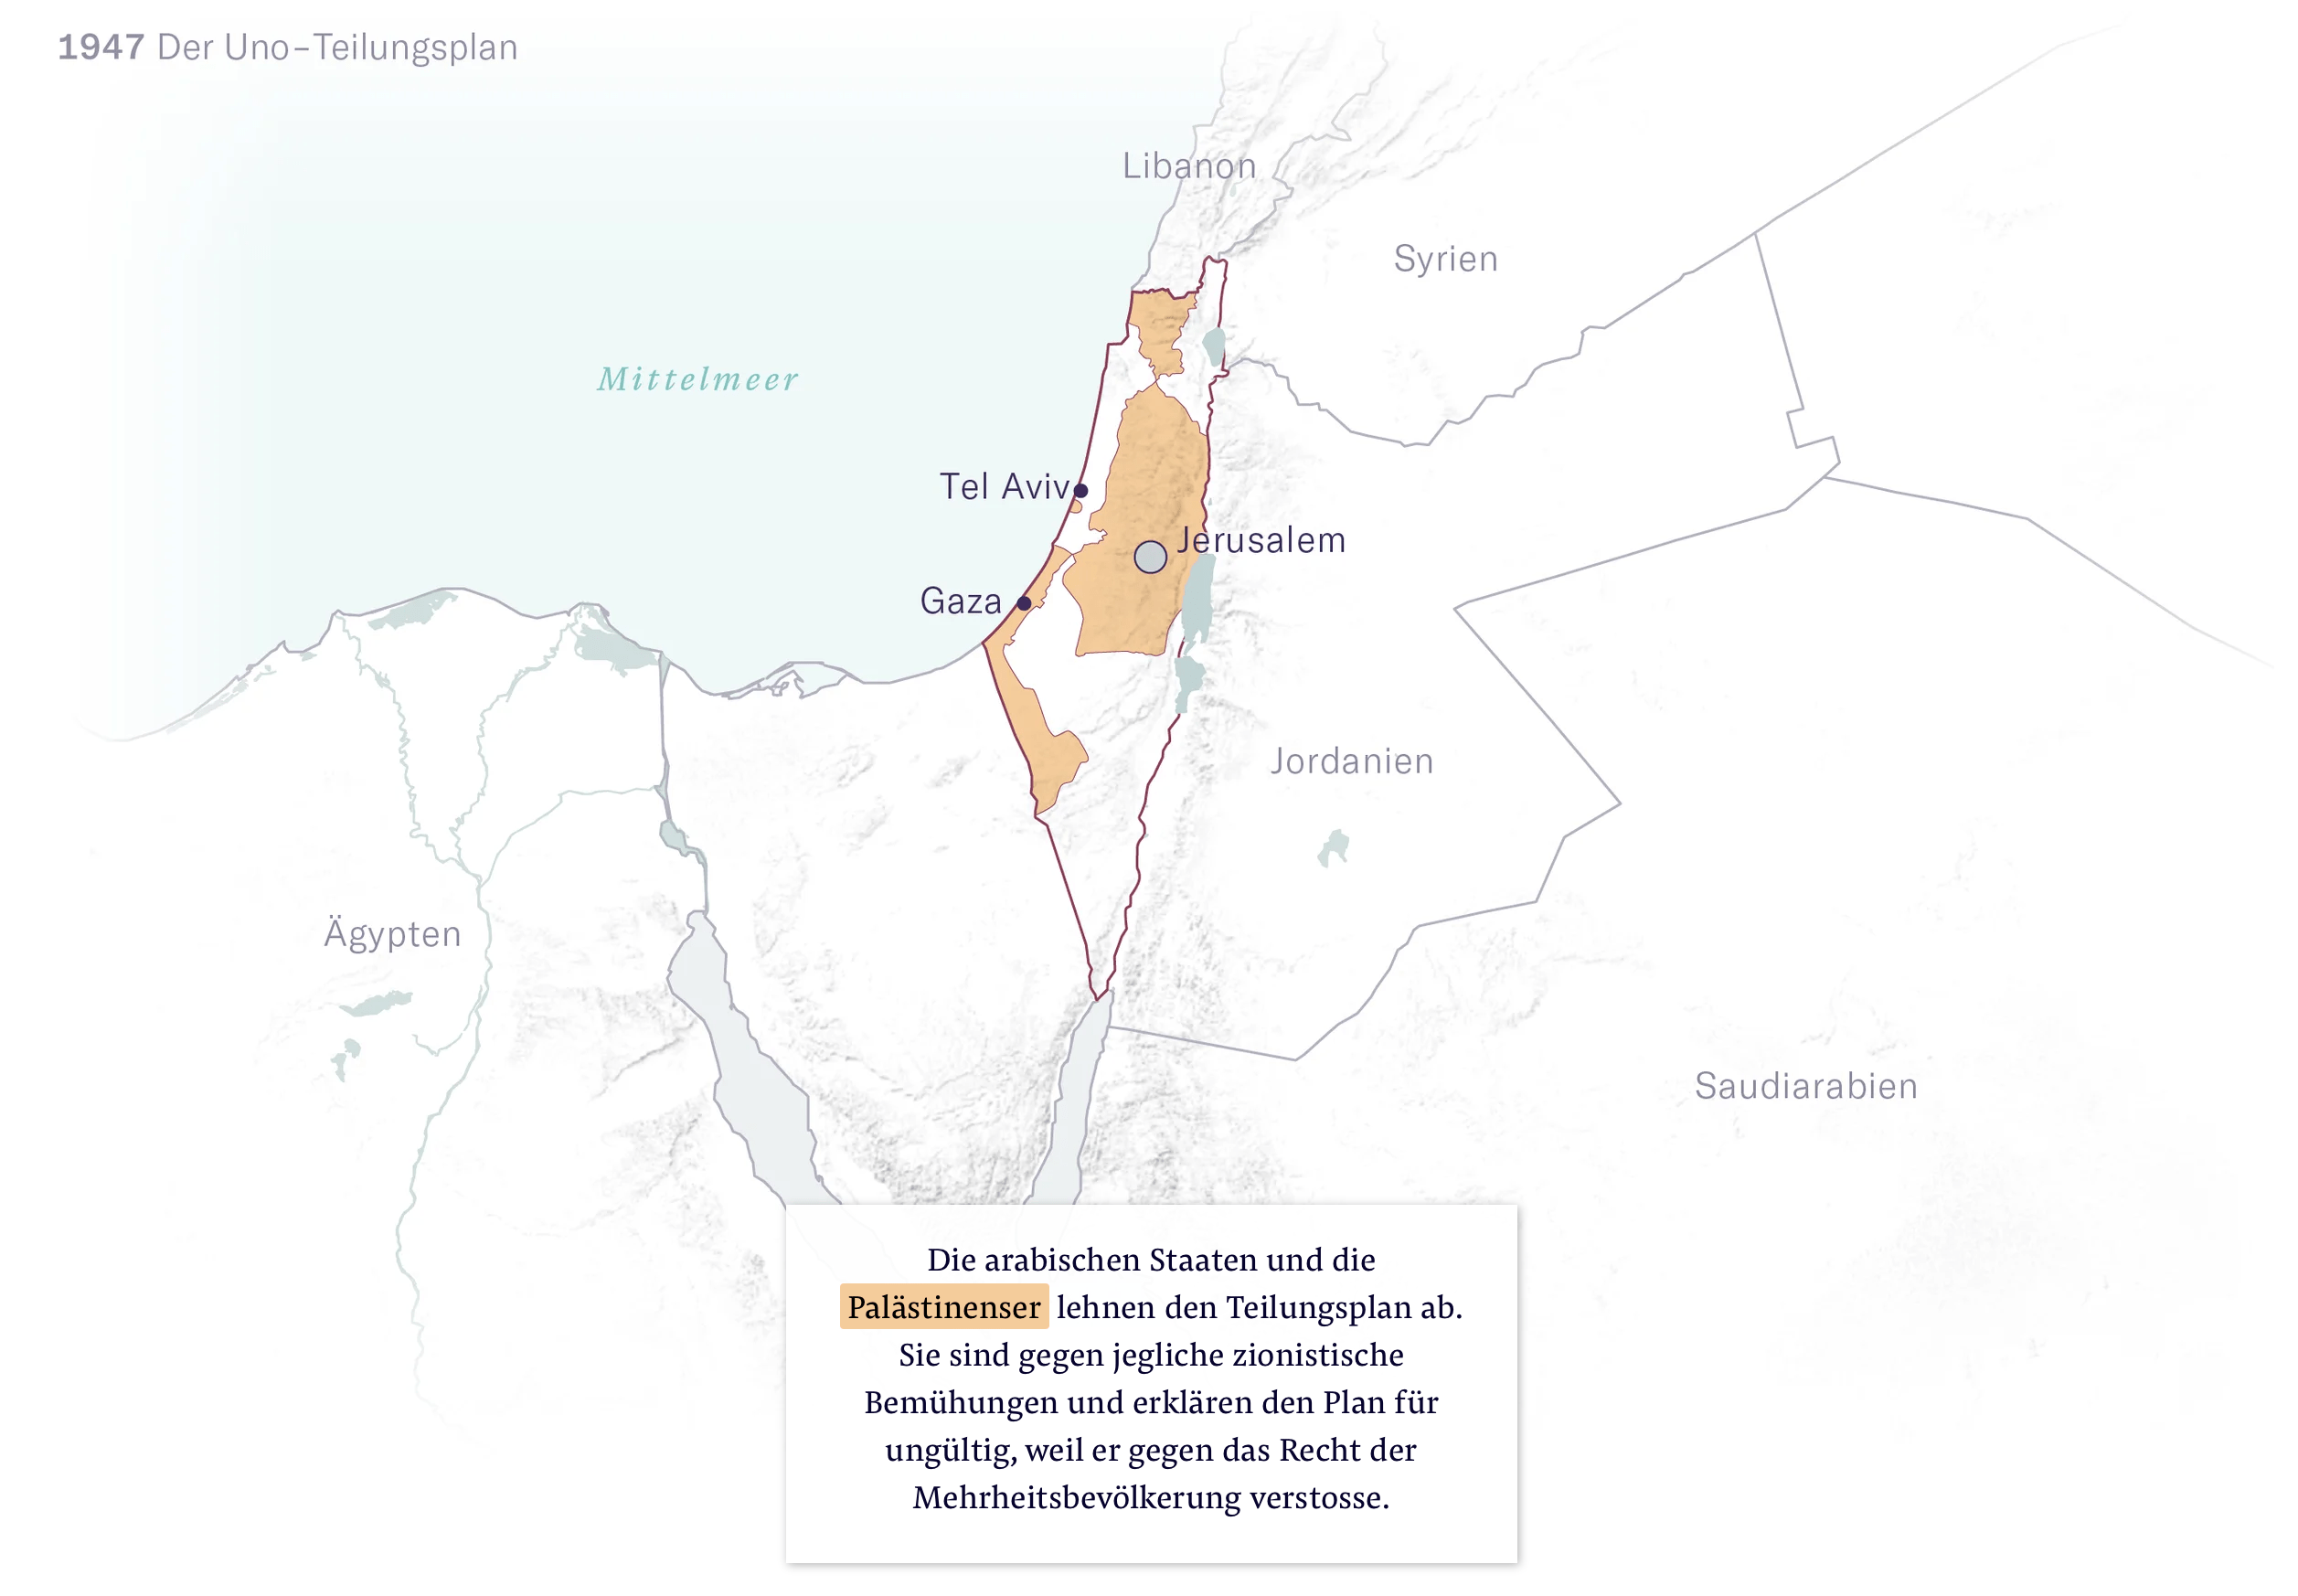 1947 Der Uno-Teilungsplan
Libanon
Syrien
Mittelmeer
Tel Aviv
Jerusalem
Gaza
Jordanien
Ägypten
Saudiarabien
Die arabischen Staaten und die
Palästinenser lehnen den Teilungsplan ab.
Sie sind gegen jegliche zionistische
Bemühungen und erklären den Plan für
ungültig, weil er gegen das Recht der
Mehrheitsbevölkerung verstosse.